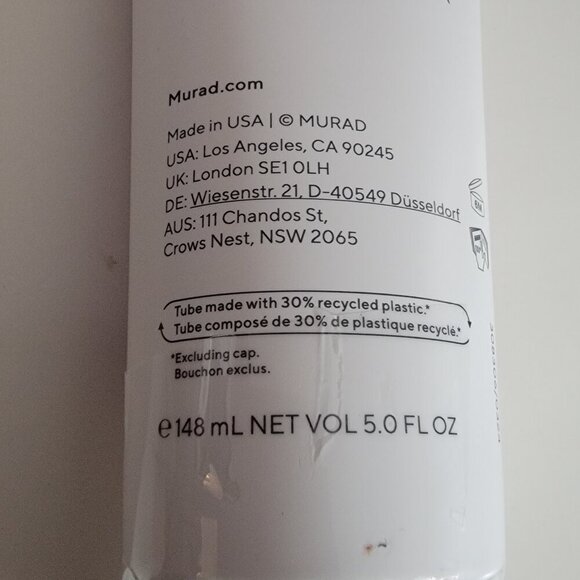 Murad.com
Made in USA | © MURAD
USA: Los Angeles, CA 90245
UK: London SE1 0LH
DE: Wiesenstr. 21, D-40549 Düsseldorf
AUS: 111 Chandos St,
Crows Nest, NSW 2065
Tube made with 30% recycled plastic.*
Tube composé de 30% de plastique recyclé.*
*Excluding cap.
Bouchon exclus.
℮148 mL NET VOL 5.0 FL OZ